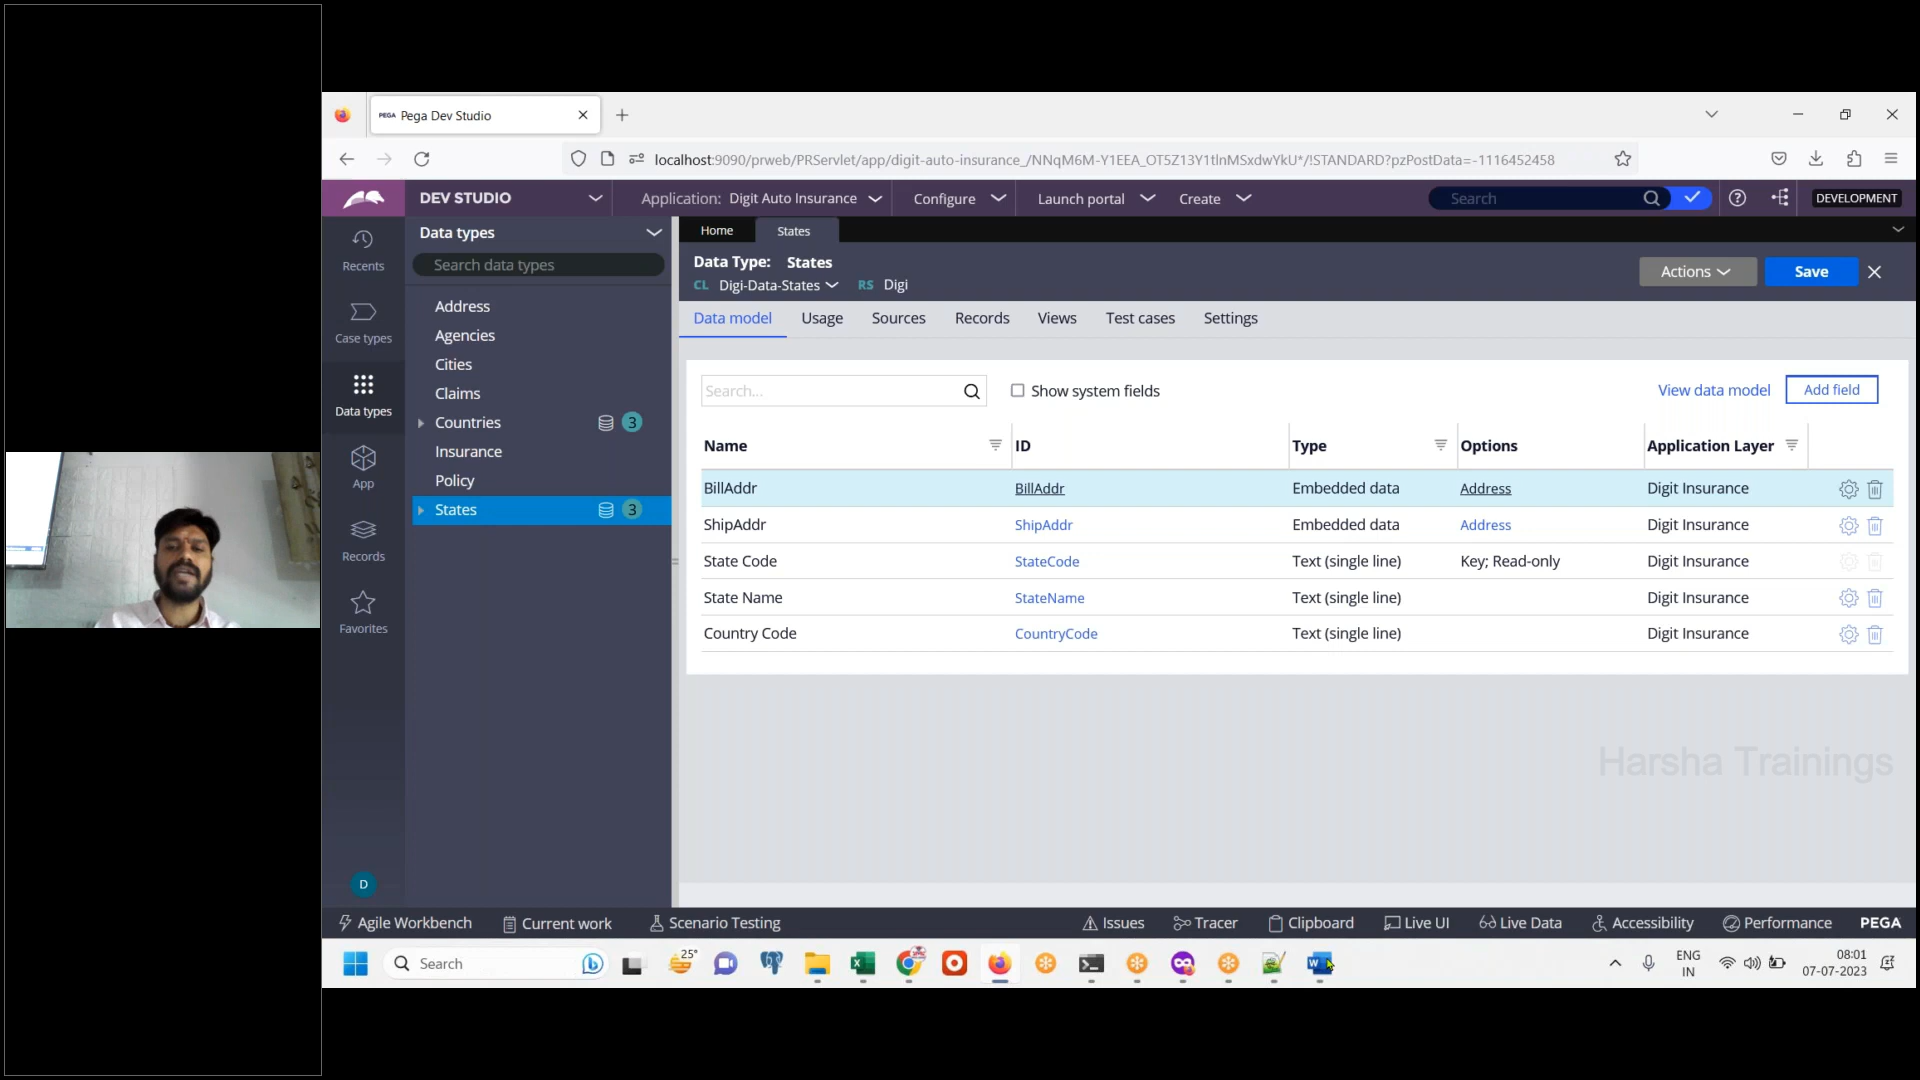 PEGA Pega Dev Studio
localhost:9090/prweb/PRServlet/app/digit-auto-insurance_/NNqM6M-Y1EEA_OT5Z13Y1tlnMSxdwYkU*/!STANDARD?pzPostData=-1116452458
DEV STUDIO Application: Digit Auto Insurance Configure Launch portal Create Search DEVELOPMENT
Recents
Case types
Data types
App
Records
Favorites
D
Data types
Search data types
Address
Agencies
Cities
Claims
Countries 3
Insurance
Policy
States 3
Home States
Data Type: States
CL Digi-Data-States RS Digi
Actions Save
Data model Usage Sources Records Views Test cases Settings
Search... Show system fields View data model Add field
Name ID Type Options Application Layer
BillAddr BillAddr Embedded data Address Digit Insurance
ShipAddr ShipAddr Embedded data Address Digit Insurance
State Code StateCode Text (single line) Key; Read-only Digit Insurance
State Name StateName Text (single line) Digit Insurance
Country Code CountryCode Text (single line) Digit Insurance
Harsha Trainings
Agile Workbench Current work Scenario Testing Issues Tracer Clipboard Live UI Live Data Accessibility Performance PEGA
Search 25° ENG 08:01
IN 07-07-2023